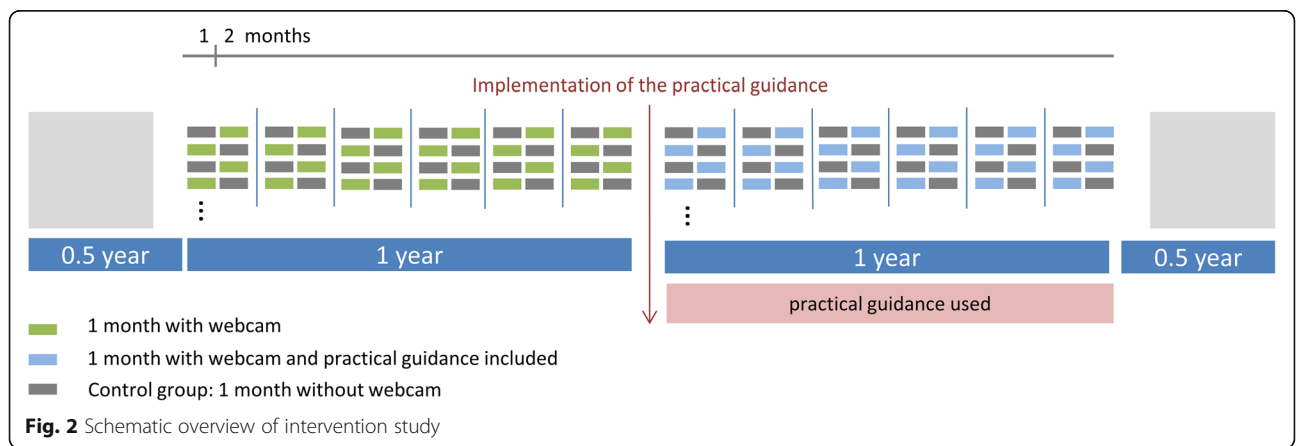 1 2 months
Implementation of the practical guidance
0.5 year 1 year 1 year 0.5 year
practical guidance used
1 month with webcam
1 month with webcam and practical guidance included
Control group: 1 month without webcam
Fig. 2 Schematic overview of intervention study